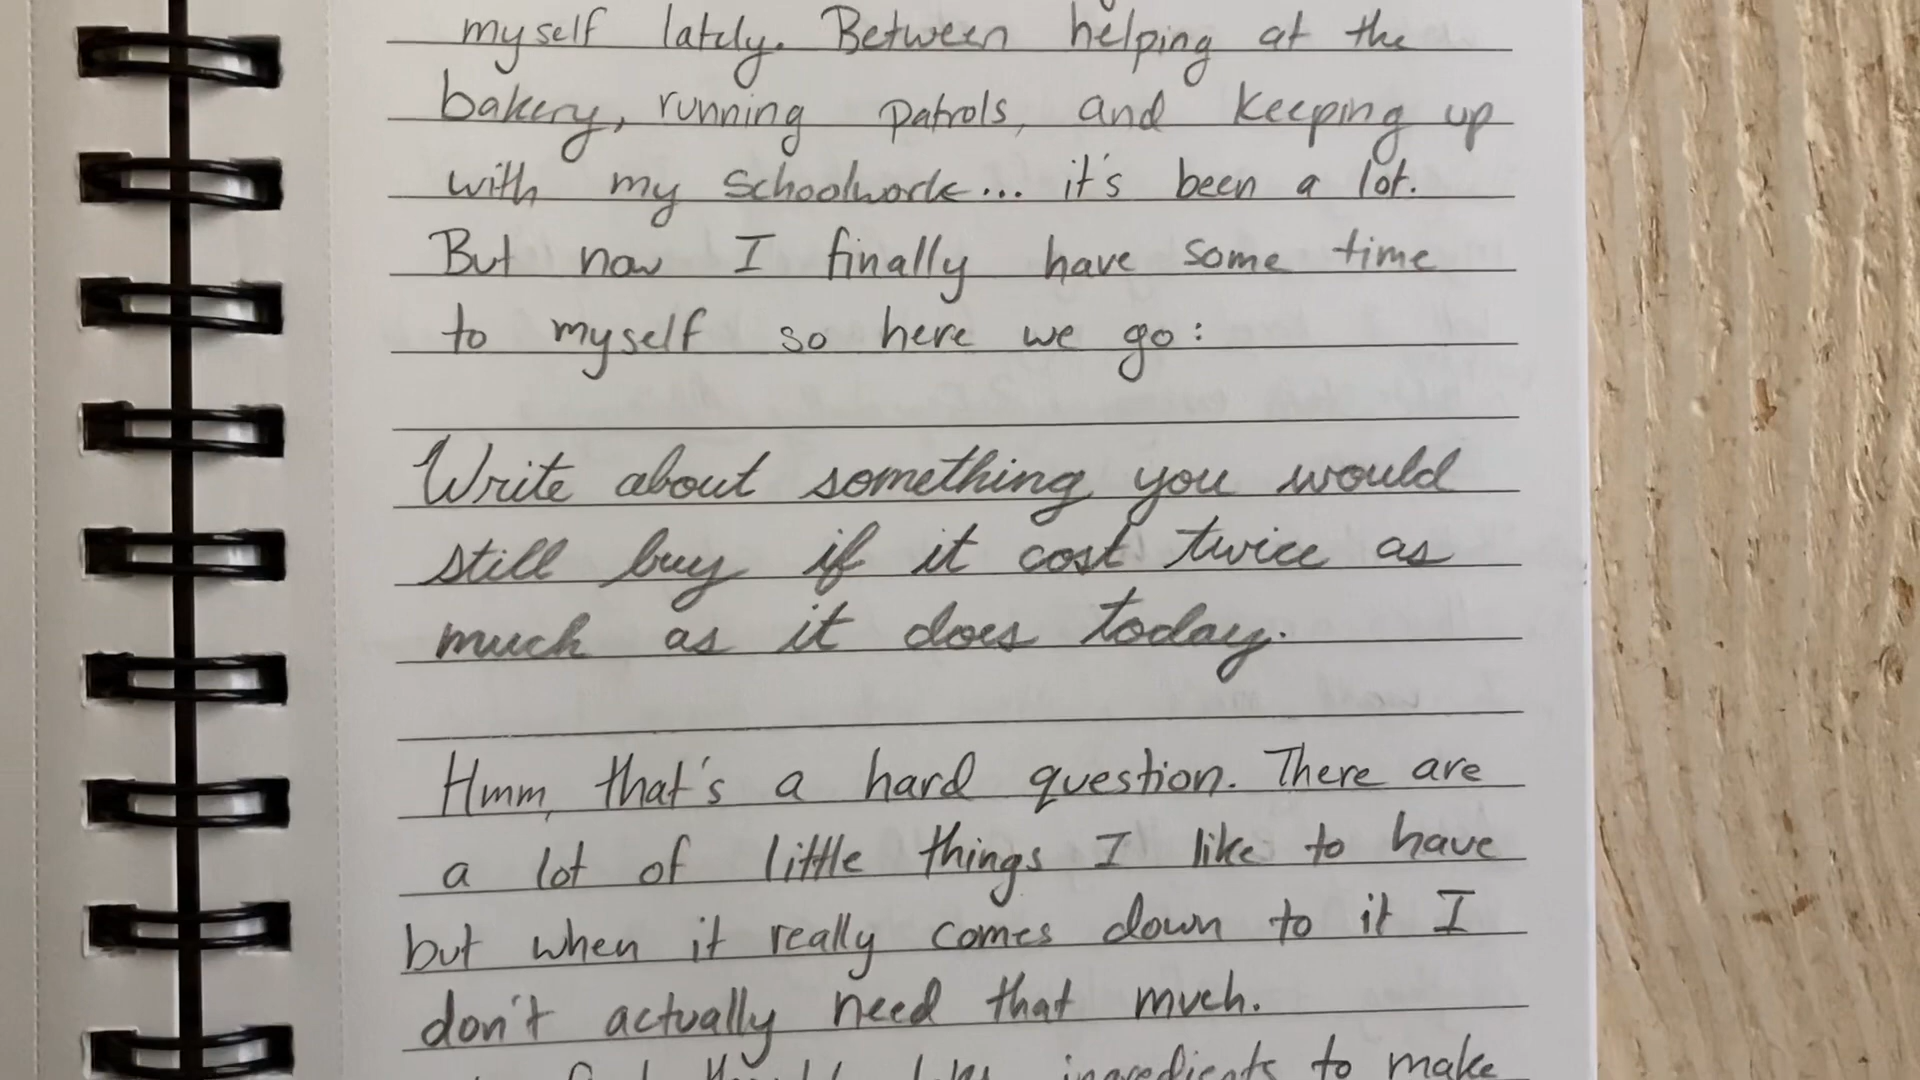 myself lately. Between helping at the
bakery, running patrols, and keeping up
with my schoolwork... it's been a lot.
But now I finally have some time
to myself so here we go:
Write about something you would
still buy if it cost twice as
much as it does today.
Hmm, that's a hard question. There are
a lot of little things I like to have
but when it really comes down to it I
don't actually need that much.
ingredients to make